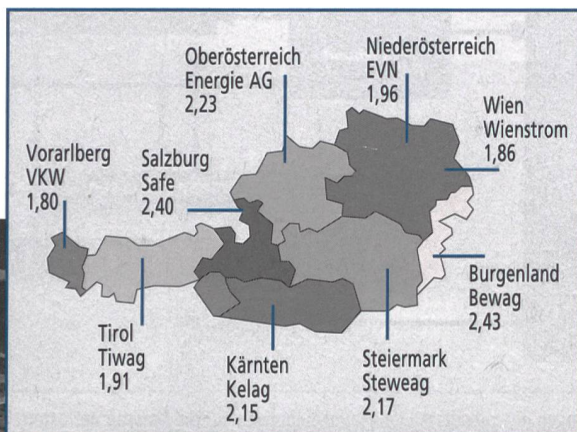 Oberösterreich
Energie AG
2,23
Niederösterreich
EVN
1,96
Wien
Wienstrom
1,86
Vorarlberg
VKW
1,80
Salzburg
Safe
2,40
Tirol
Tiwag
1,91
Kärnten
Kelag
2,15
Steiermark
Steweag
2,17
Burgenland
Bewag
2,43